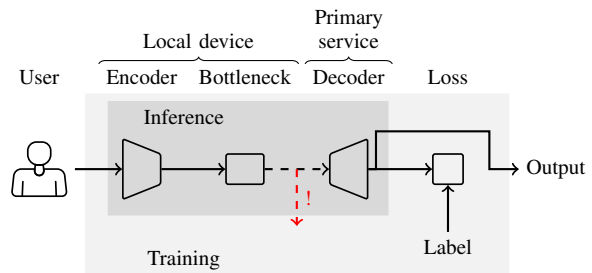 Primary
Local device
service
User
Encoder
Bottleneck
Decoder
Loss
Inference
!
Output
Label
Training